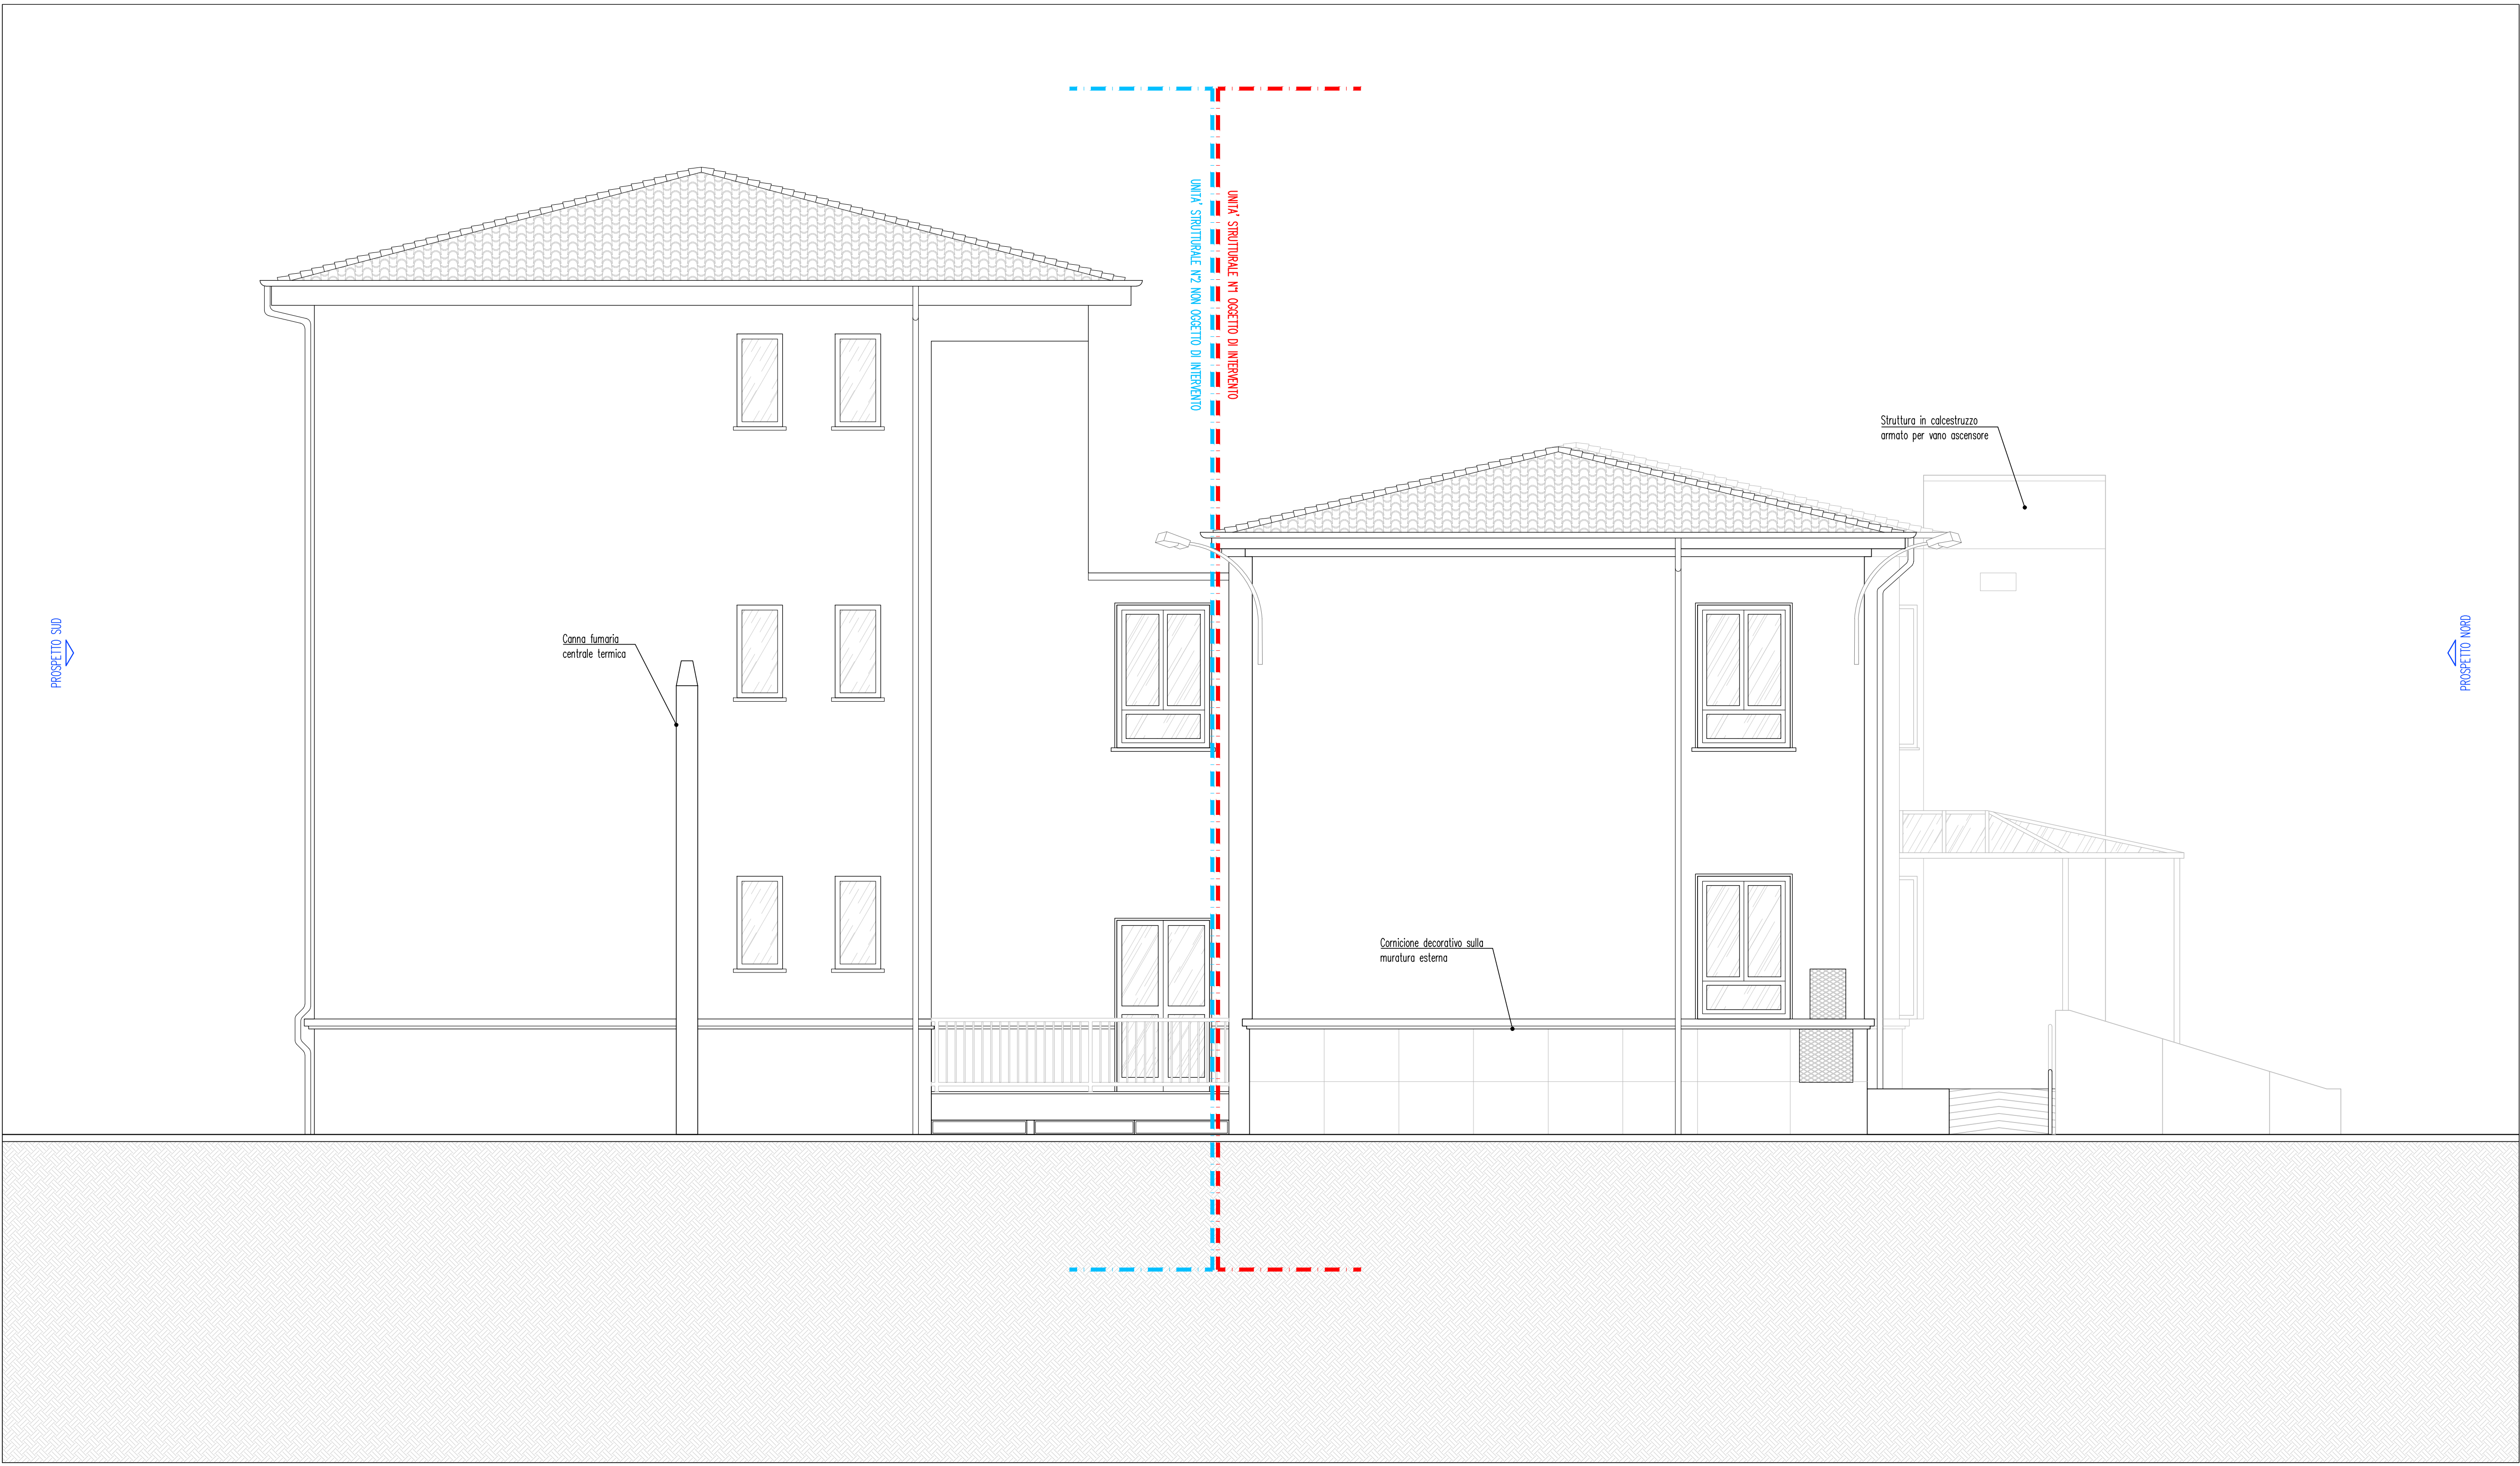 UNITA' STRUTTURALE N°2 NON OGGETTO DI INTERVENTO
UNITA' STRUTTURALE N°1 OGGETTO DI INTERVENTO
Struttura in calcestruzzo
armato per vano ascensore
PROSPETTO SUD
Canna fumaria
centrale termica
PROSPETTO NORD
Cornicione decorativo sulla
muratura esterna